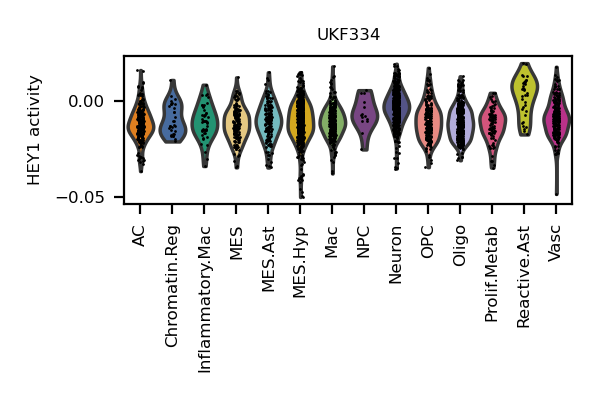 UKF334
HEY1 activity
0.00
−0.05
AC
Chromatin.Reg
Inflammatory.Mac
MES
MES.Ast
MES.Hyp
Mac
NPC
Neuron
OPC
Oligo
Prolif.Metab
Reactive.Ast
Vasc